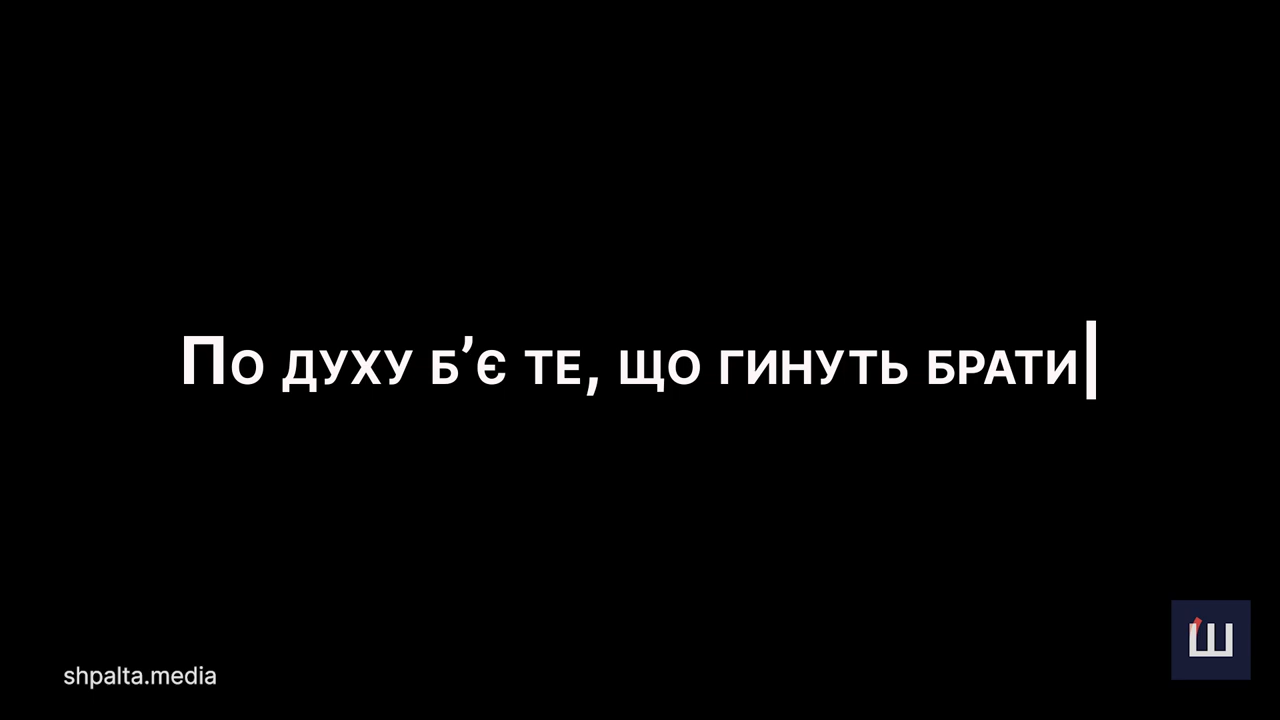 По духу б’є те, що гинуть брати
shpalta.media
Ш